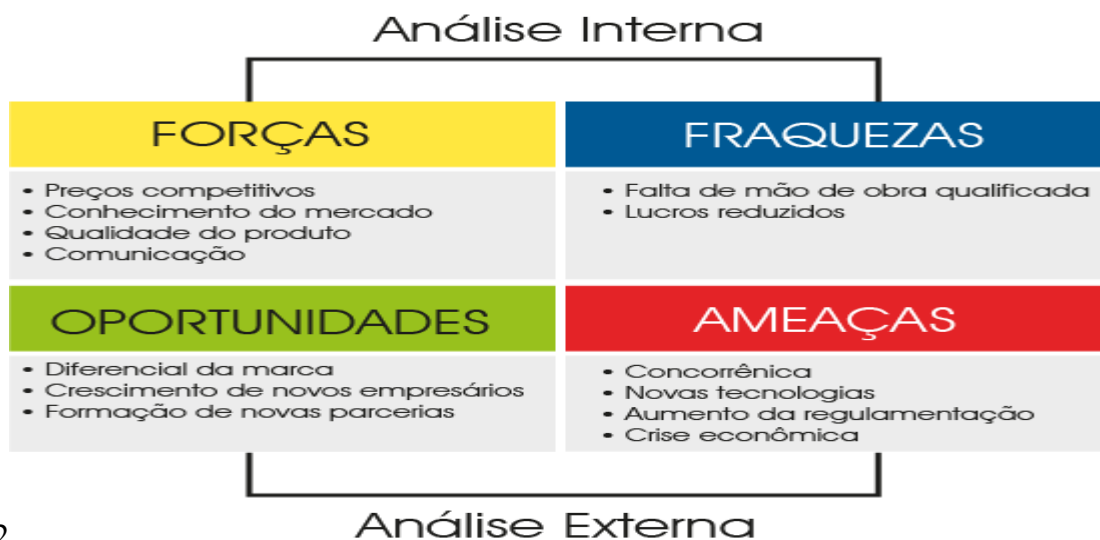 Análise Interna
FORÇAS
• Preços competitivos
• Conhecimento do mercado
• Qualidade do produto
• Comunicação
FRAQUEZAS
• Falta de mão de obra qualificada
• Lucros reduzidos
OPORTUNIDADES
• Diferencial da marca
• Crescimento de novos empresários
• Formação de novas parcerias
AMEAÇAS
• Concorrênica
• Novas tecnologias
• Aumento da regulamentação
• Crise econômica
Análise Externa